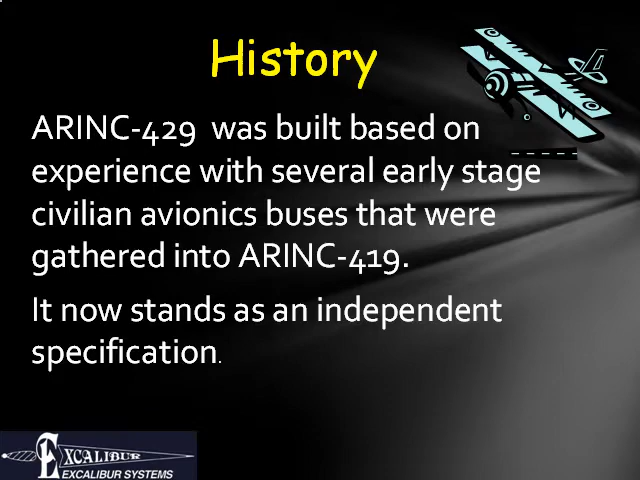 History
ARINC-429 was built based on
experience with several early stage
civilian avionics buses that were
gathered into ARINC-419.
It now stands as an independent
specification.
EXCALIBUR
EXCALIBUR SYSTEMS